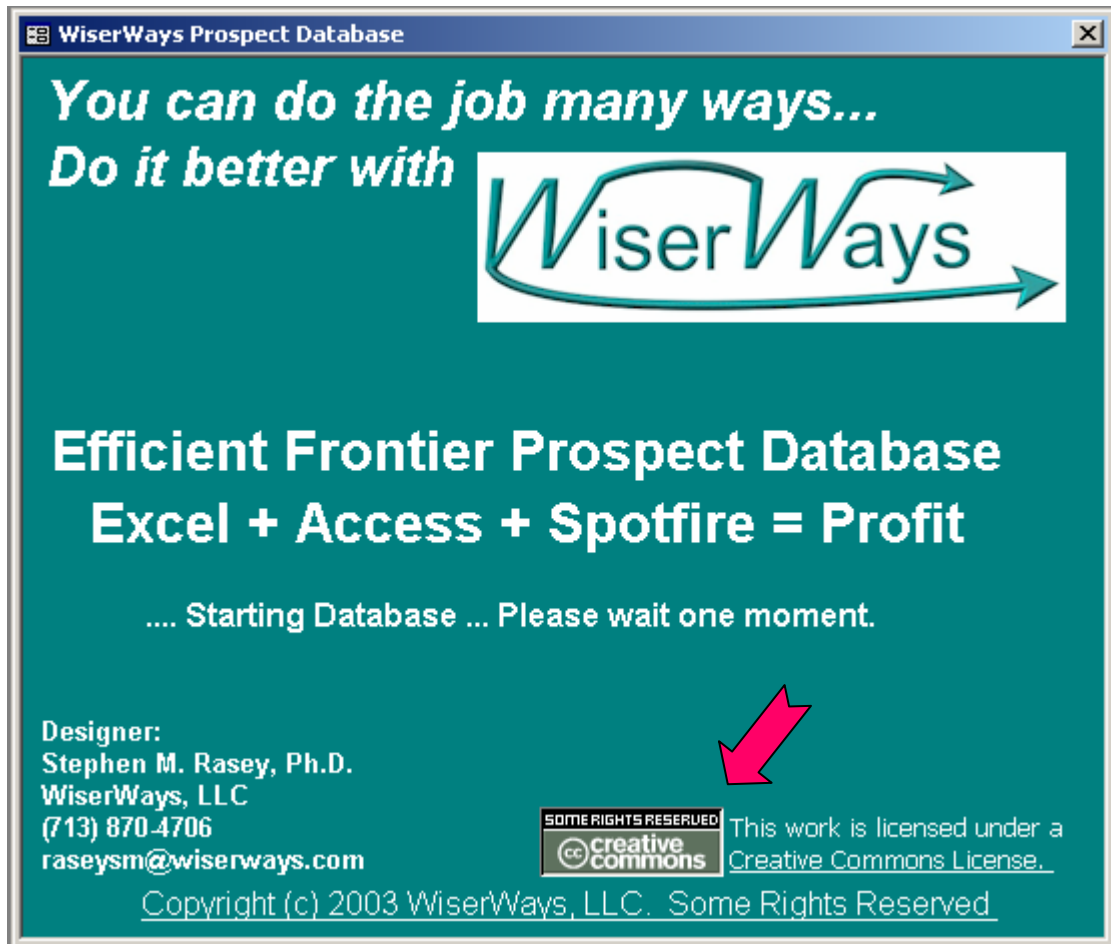 WiserWays Prospect Database
You can do the job many ways...
Do it better with
WiserWays
Efficient Frontier Prospect Database
Excel + Access + Spotfire = Profit
.... Starting Database ... Please wait one moment.
Designer:
Stephen M. Rasey, Ph.D.
WiserWays, LLC
(713) 870-4706
raseysm@wiserways.com
SOME RIGHTS RESERVED
cc creative
commons
This work is licensed under a
Creative Commons License.
Copyright (c) 2003 WiserWays, LLC.  Some Rights Reserved